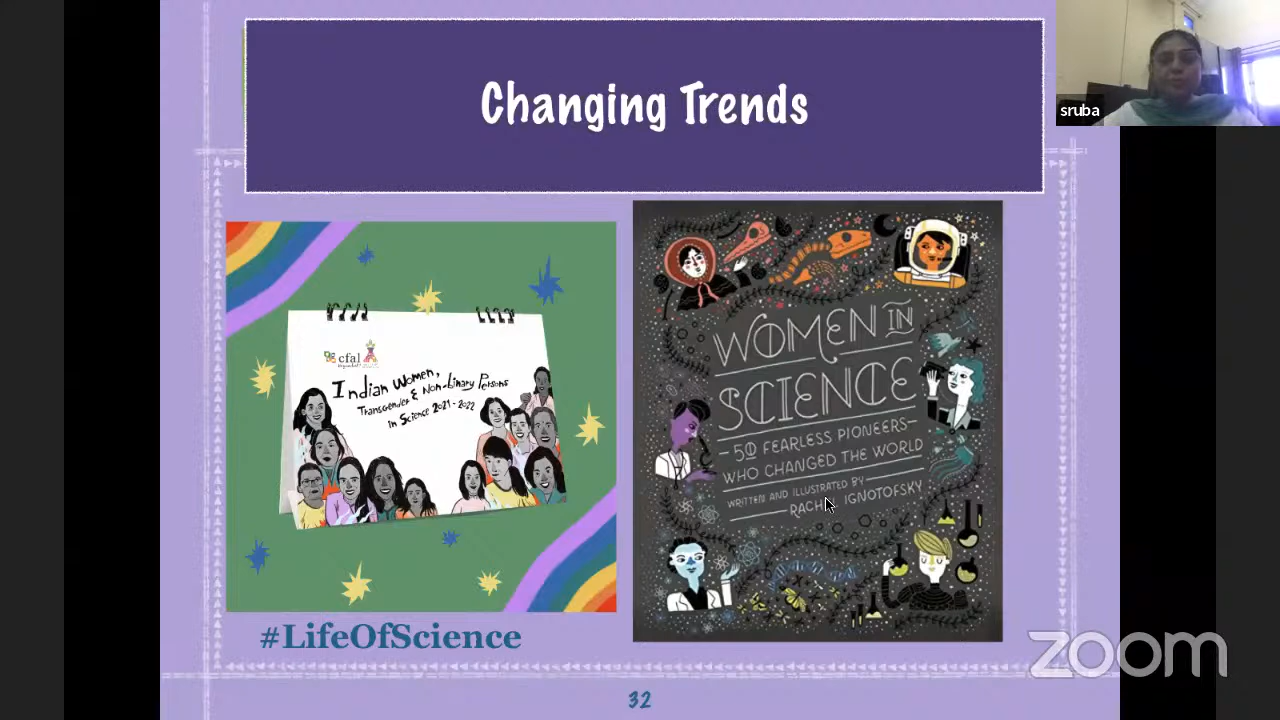 Changing Trends
sruba
cfal
Indian Women,
Transgender & Non-binary Persons
in Science 2021-2022
#LifeOfScience
WOMEN IN
SCIENCE
50 FEARLESS PIONEERS
WHO CHANGED THE WORLD
WRITTEN AND ILLUSTRATED BY
RACHEL IGNOTOFSKY
zoom
32